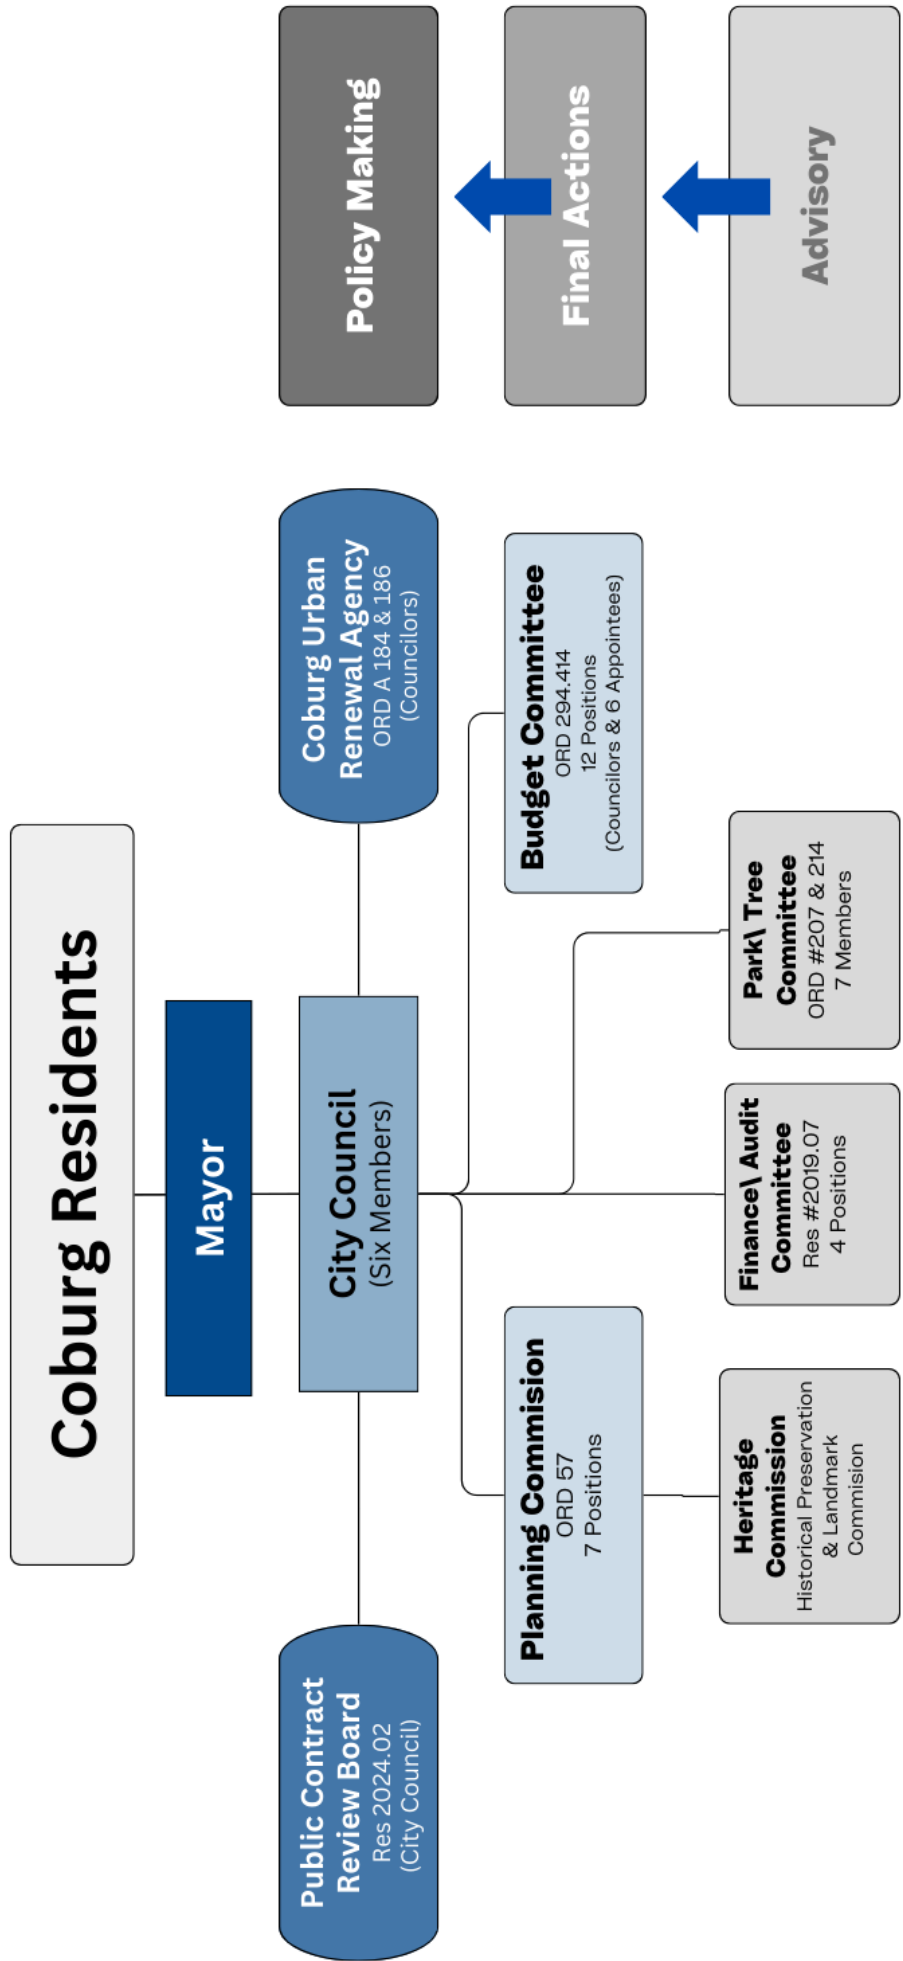 Coburg Residents
Mayor
Public Contract
Review Board
Res 2024.02
(City Council)
City Council
(Six Members)
Coburg Urban
Renewal Agency
ORD A 184 & 186
(Councilors)
Policy Making
Planning Commision
ORD 57
7 Positions
Budget Committee
ORD 294.414
12 Positions
(Councilors & 6 Appointees)
Final Actions
Heritage
Commission
Historical Preservation
& Landmark
Commision
Finance\ Audit
Committee
Res #2019.07
4 Positions
Park\ Tree
Committee
ORD #207 & 214
7 Members
Advisory